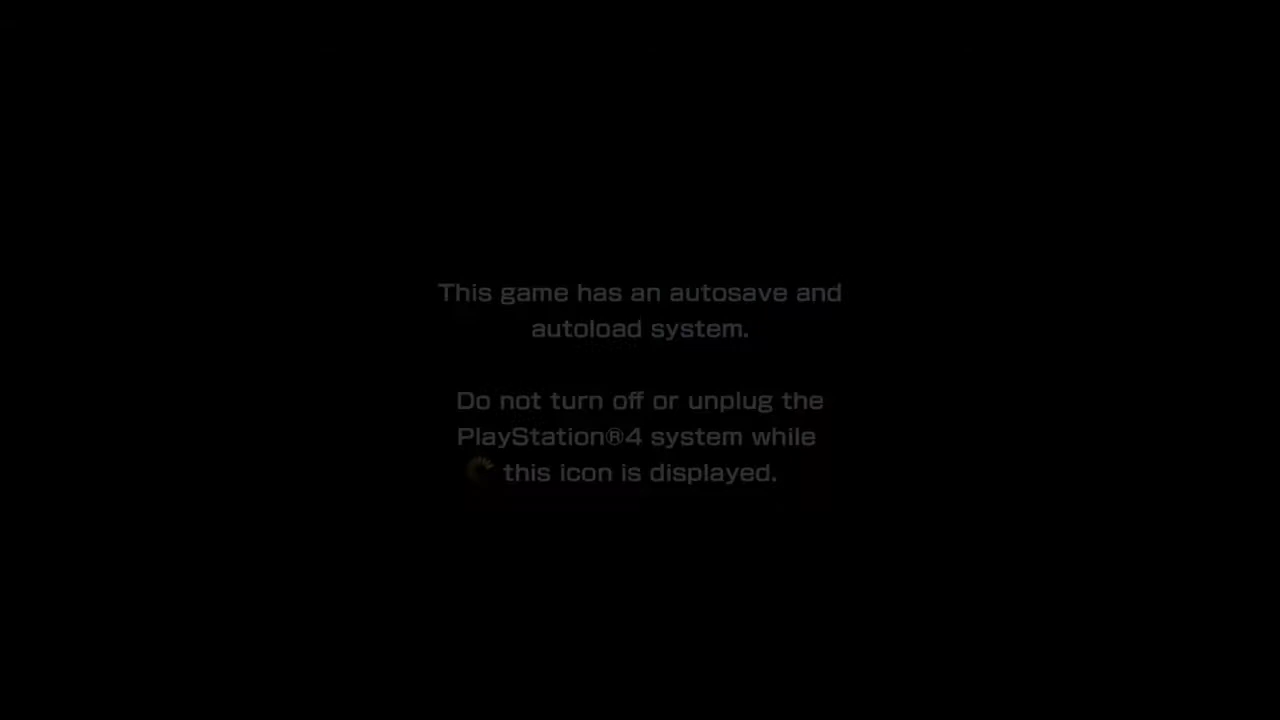 This game has an autosave and
autoload system.
Do not turn off or unplug the
PlayStation®4 system while
this icon is displayed.